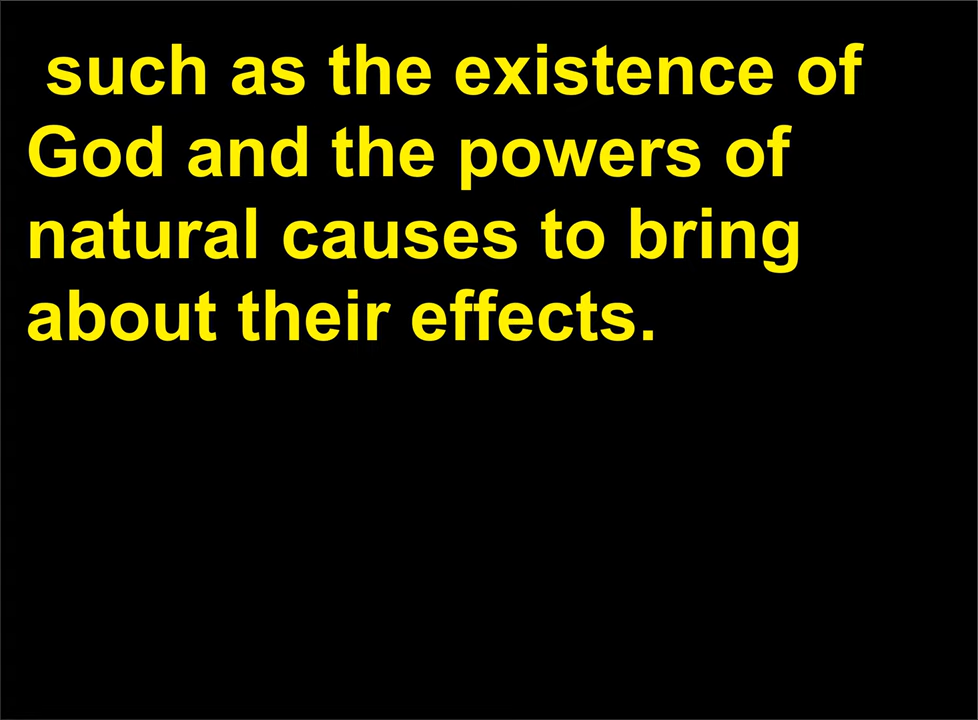 such as the existence of
God and the powers of
natural causes to bring
about their effects.